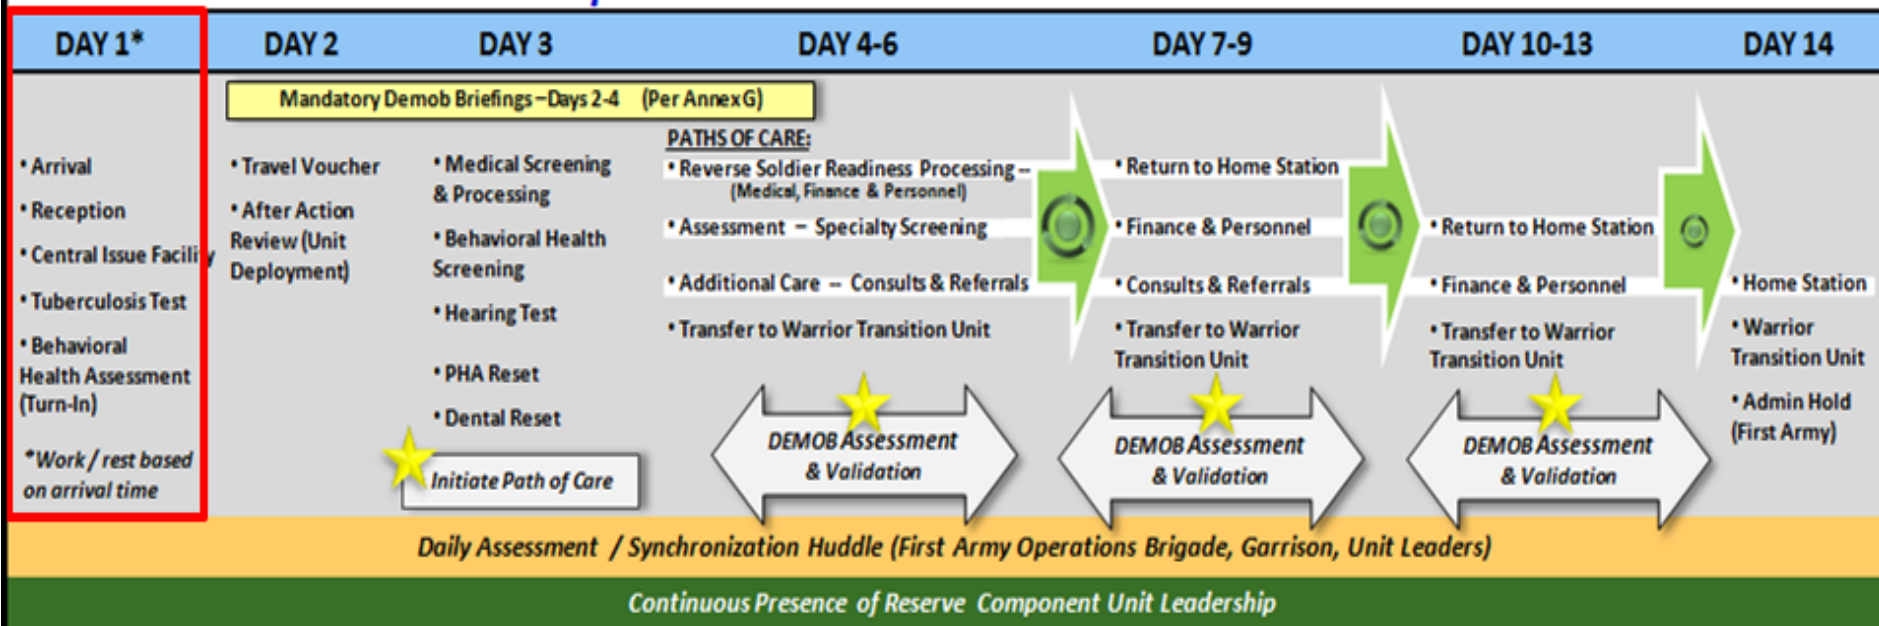 DAY 1*
DAY 2
DAY 3
DAY 4-6
DAY 7-9
DAY 10-13
DAY 14
Mandatory Demob Briefings–Days 2-4 (Per Annex G)
• Arrival
• Reception
• Central Issue Facility
• Tuberculosis Test
• Behavioral
Health Assessment
(Turn-In)
*Work / rest based
on arrival time
• Travel Voucher
• After Action
Review (Unit
Deployment)
• Medical Screening
& Processing
• Behavioral Health
Screening
• Hearing Test
• PHA Reset
• Dental Reset
Initiate Path of Care
PATHS OF CARE:
• Reverse Soldier Readiness Processing –
(Medical, Finance & Personnel)
• Assessment – Specialty Screening
• Additional Care – Consults & Referrals
• Transfer to Warrior Transition Unit
DEMOB Assessment
& Validation
• Return to Home Station
• Finance & Personnel
• Consults & Referrals
• Transfer to Warrior
Transition Unit
DEMOB Assessment
& Validation
• Return to Home Station
• Finance & Personnel
• Transfer to Warrior
Transition Unit
DEMOB Assessment
& Validation
• Home Station
• Warrior
Transition Unit
• Admin Hold
(First Army)
Daily Assessment / Synchronization Huddle (First Army Operations Brigade, Garrison, Unit Leaders)
Continuous Presence of Reserve Component Unit Leadership